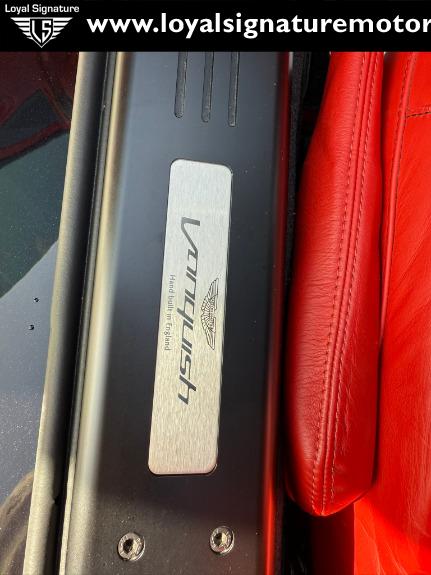 Loyal Signature
LS
www.loyalsignaturemotor
Vanquish
Hand built in England